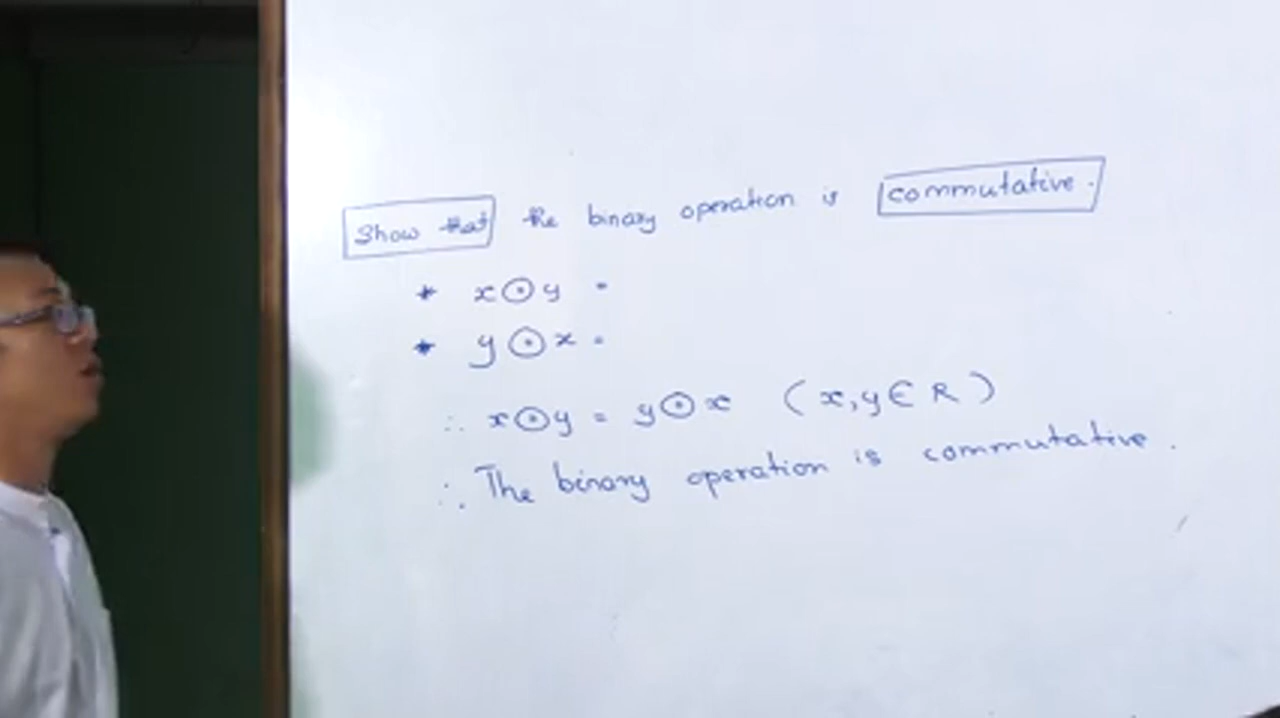 Show that the binary operation is commutative.
* x⊙y =
* y⊙x =
∴ x⊙y = y⊙x (x,y∈R)
∴ The binary operation is commutative.